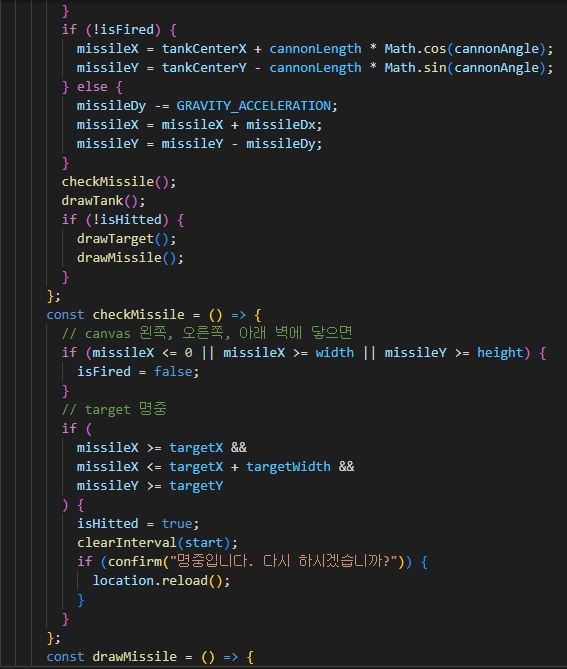 }
if (!isFired) {
missileX = tankCenterX + cannonLength * Math.cos(cannonAngle);
missileY = tankCenterY - cannonLength * Math.sin(cannonAngle);
} else {
missileDy -= GRAVITY_ACCELERATION;
missileX = missileX + missileDx;
missileY = missileY - missileDy;
}
checkMissile();
drawTank();
if (!isHitted) {
drawTarget();
drawMissile();
}
};
const checkMissile = () => {
// canvas 왼쪽, 오른쪽, 아래 벽에 닿으면
if (missileX <= 0 || missileX >= width || missileY >= height) {
isFired = false;
}
// target 명중
if (
missileX >= targetX &&
missileX <= targetX + targetWidth &&
missileY >= targetY
) {
isHitted = true;
clearInterval(start);
if (confirm("명중입니다. 다시 하시겠습니까?")) {
location.reload();
}
}
};
const drawMissile = () => {